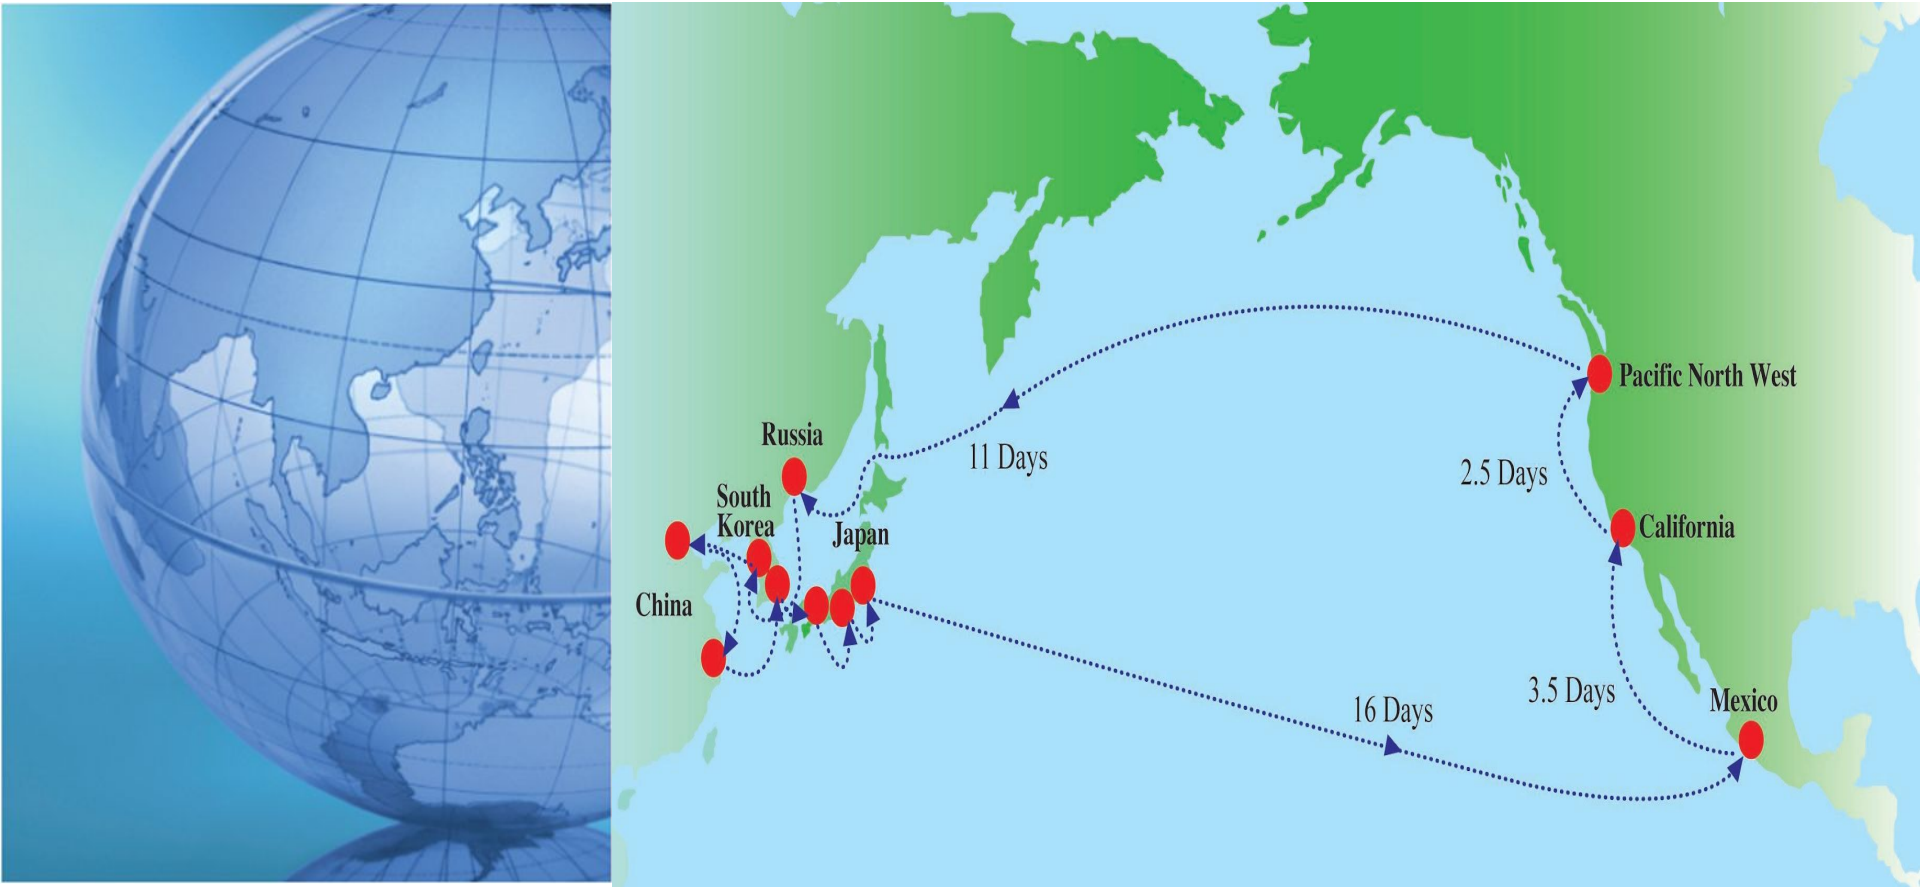 Pacific North West
Russia
11 Days
2.5 Days
South
Korea
Japan
California
China
3.5 Days
Mexico
16 Days